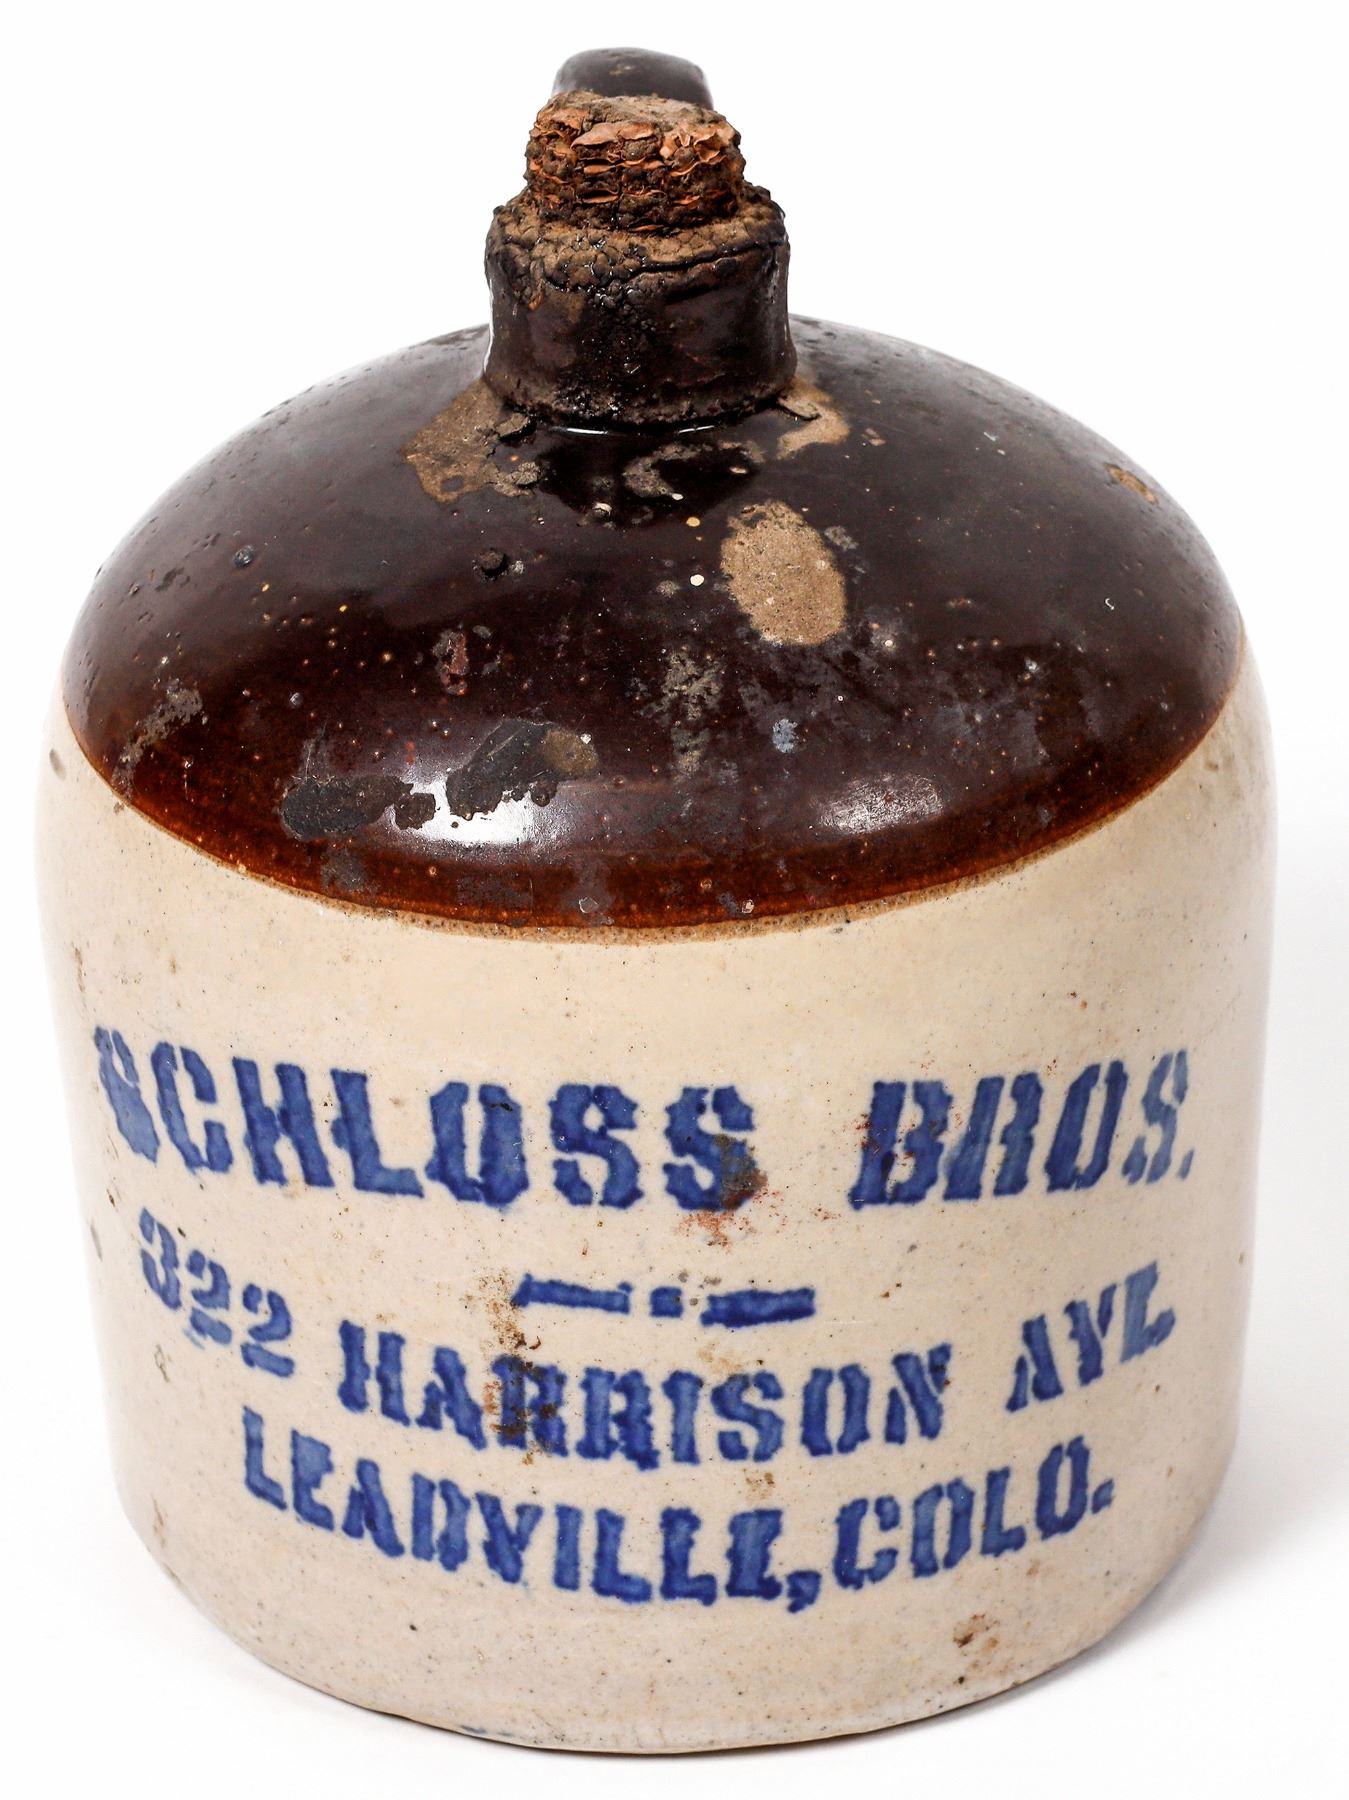 SCHLOSS BROS.
322 HARRISON AVE.
LEADVILLE, COLO.